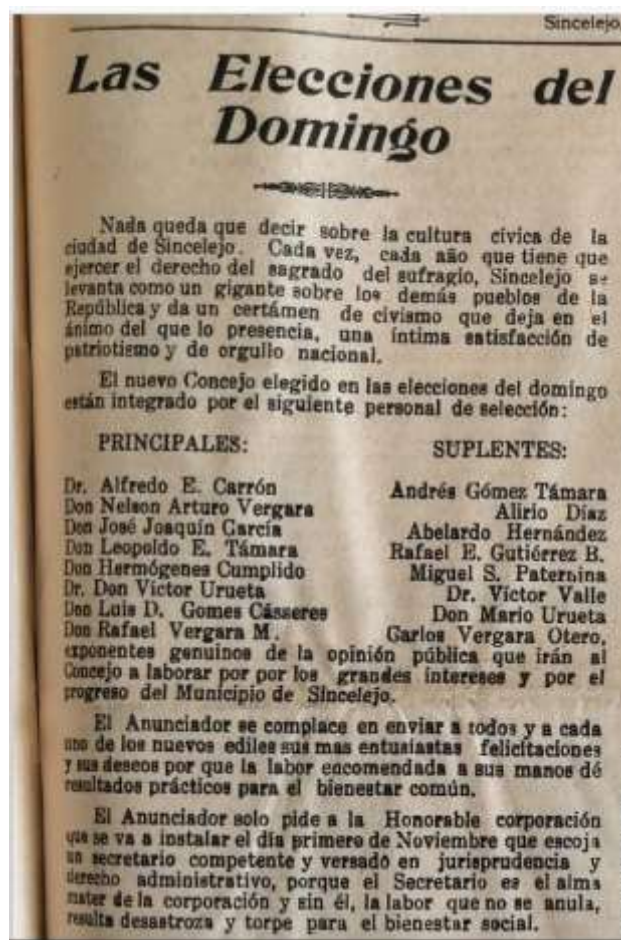 Sincelejo,
Las Elecciones del
Domingo
Nada queda que decir sobre la cultura cívica de la
ciudad de Sincelejo. Cada vez, cada año que tiene que
ejercer el derecho del sagrado del sufragio, Sincelejo se
levanta como un gigante sobre los demás pueblos de la
República y da un certámen de civismo que deja en el
ánimo del que lo presencia, una íntima satisfacción de
patriotismo y de orgullo nacional.
El nuevo Concejo elegido en las elecciones del domingo
están integrado por el siguiente personal de selección:
PRINCIPALES: SUPLENTES:
Dr. Alfredo E. Carrón Andrés Gómez Támara
Don Nelson Arturo Vergara Alirio Díaz
Don José Joaquín García Abelardo Hernández
Don Leopoldo E. Támara Rafael E. Gutiérrez B.
Don Hermógenes Cumplido Miguel S. Paternina
Dr. Don Víctor Urueta Dr. Víctor Valle
Don Luis D. Gomes Cásseres Don Mario Urueta
Don Rafael Vergara M. Carlos Vergara Otero,
exponentes genuinos de la opinión pública que irán al
Concejo a laborar por por los grandes intereses y por el
progreso del Municipio de Sincelejo.
El Anunciador se complace en enviar a todos y a cada
uno de los nuevos ediles sus mas entusiastas felicitaciones
y sus deseos por que la labor encomendada a sus manos dé
resultados prácticos para el bienestar común.
El Anunciador solo pide a la Honorable corporación
que se va a instalar el día primero de Noviembre que escoja
un secretario competente y versado en jurisprudencia y
derecho administrativo, porque el Secretario es el alma
mater de la corporación y sin él, la labor que no se anula,
resulta desastroza y torpe para el bienestar social.